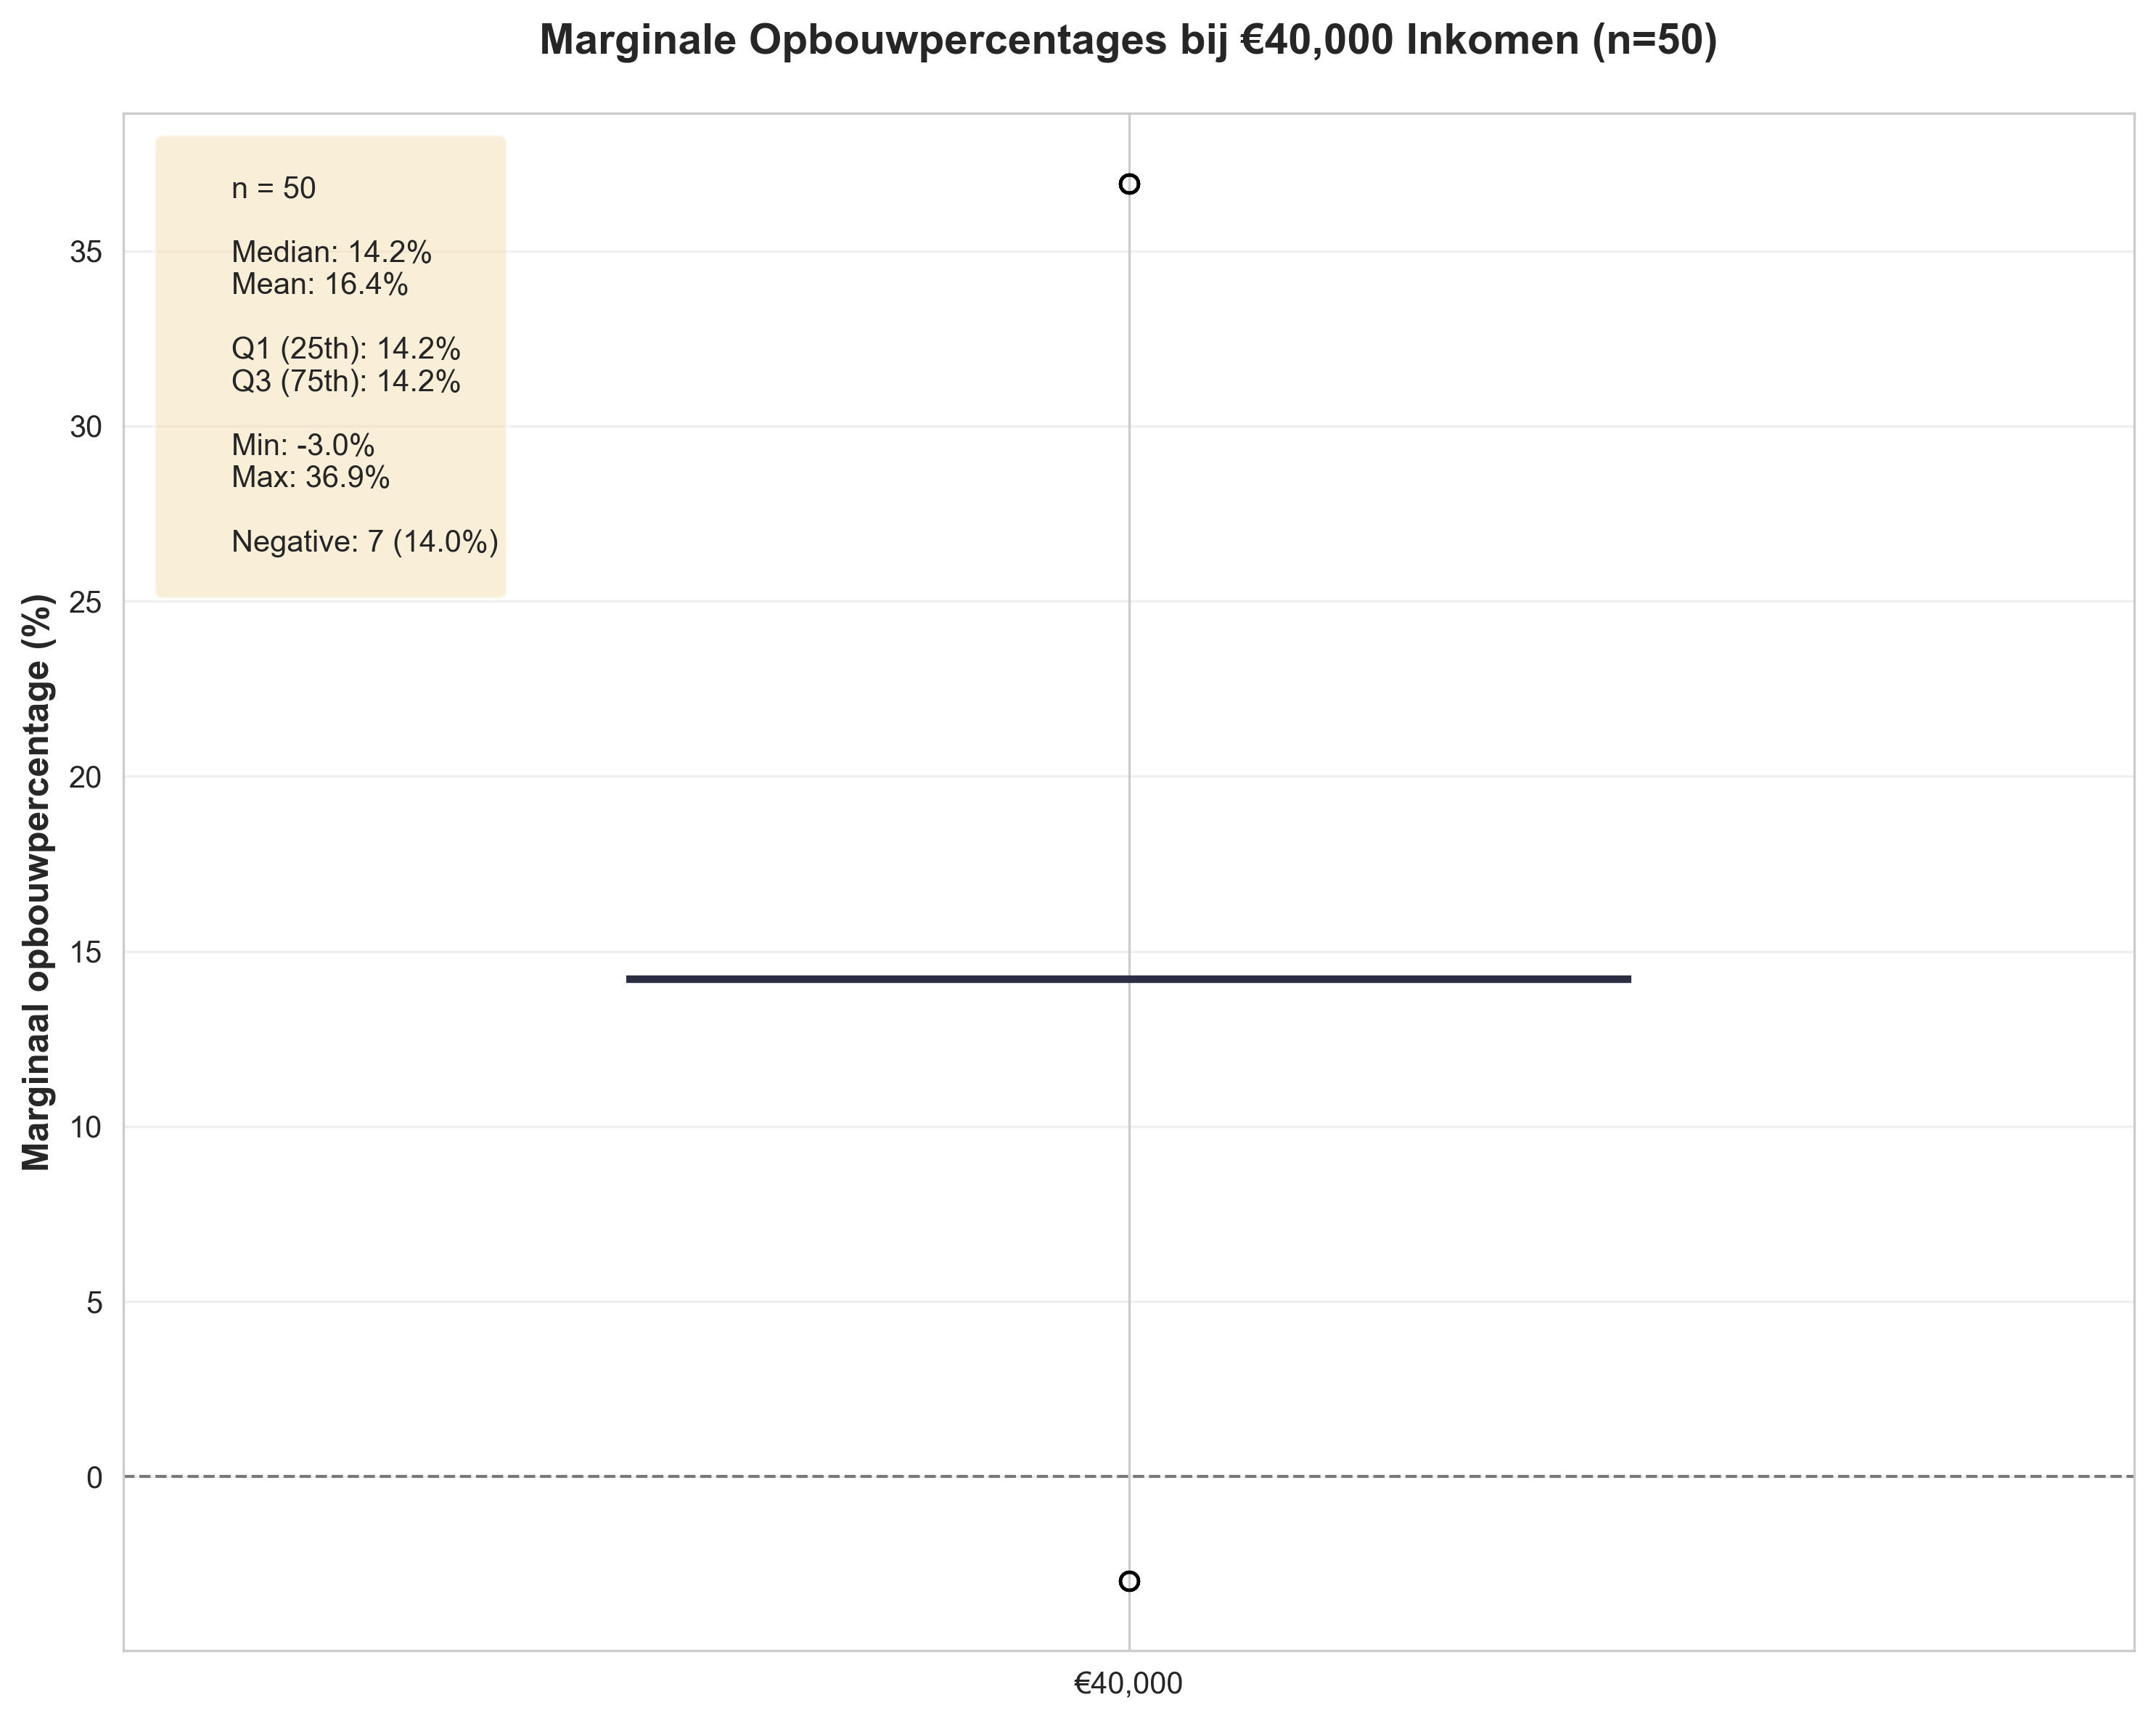 Marginale Opbouwpercentages bij €40,000 Inkomen (n=50)
n = 50
Median: 14.2%
Mean: 16.4%
Q1 (25th): 14.2%
Q3 (75th): 14.2%
Min: -3.0%
Max: 36.9%
Negative: 7 (14.0%)
Marginaal opbouwpercentage (%)
35
30
25
20
15
10
5
0
€40,000